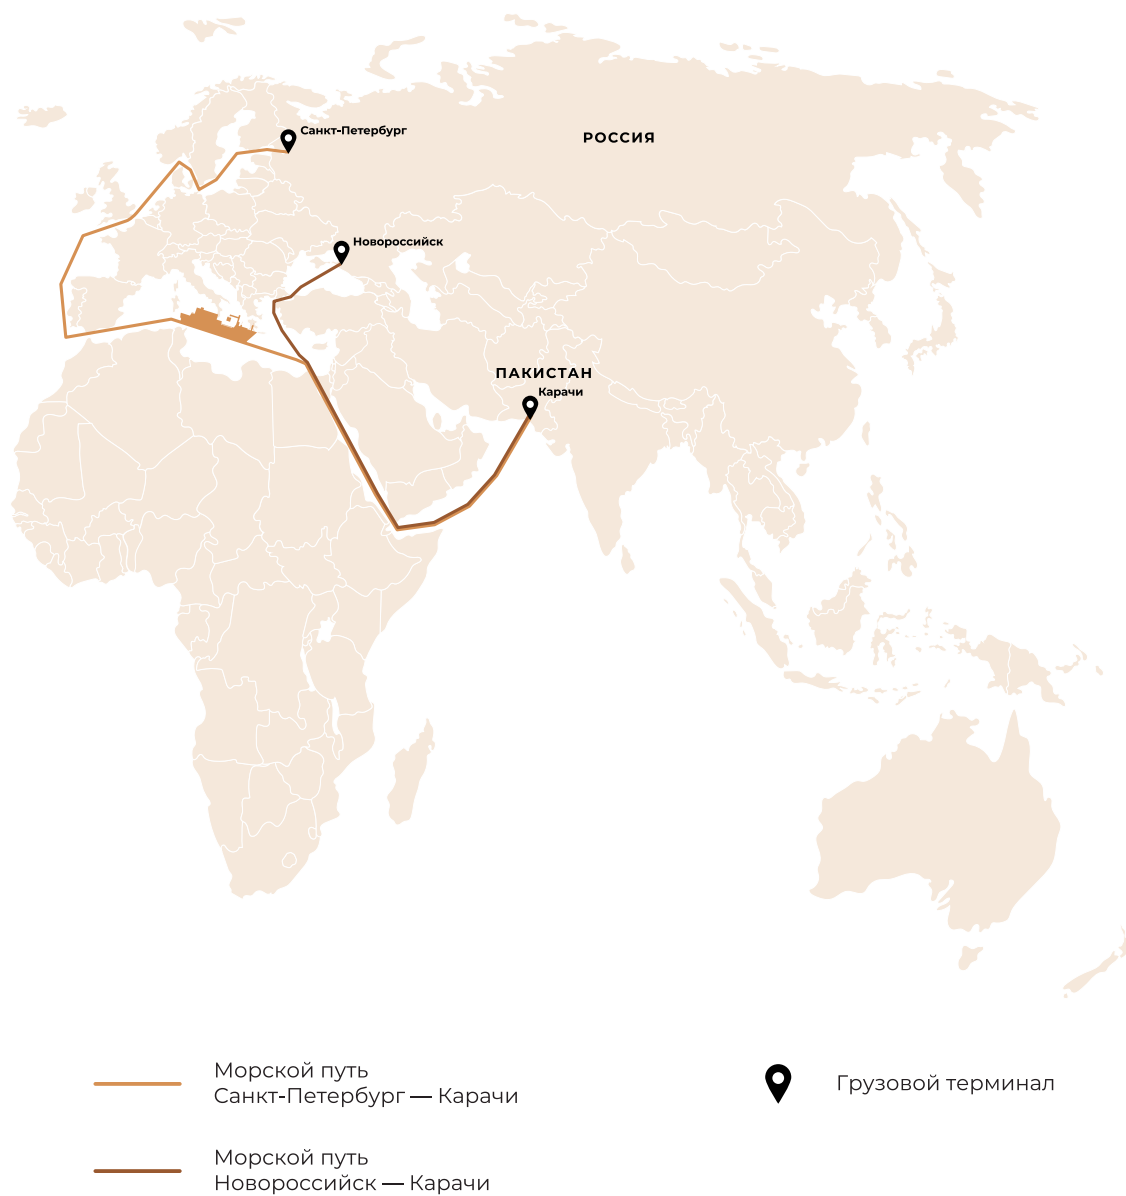 Санкт-Петербург
РОССИЯ
Новороссийск
ПАКИСТАН
Карачи
Морской путь
Санкт-Петербург — Карачи
Грузовой терминал
Морской путь
Новороссийск — Карачи